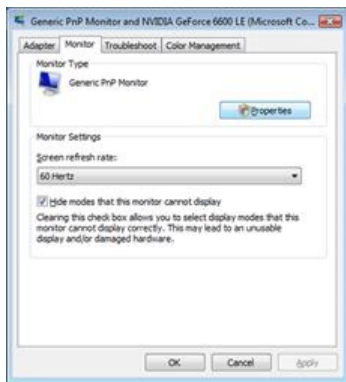 Generic PnP Monitor and NVIDIA GeForce 6600 LE (Microsoft Co...
Adapter Monitor Troubleshoot Color Management
Monitor Type
Generic PnP Monitor
Properties
Monitor Settings
Screen refresh rate:
60 Hertz
Hide modes that this monitor cannot display
Clearing this check box allows you to select display modes that this
monitor cannot display correctly. This may lead to an unusable
display and/or damaged hardware.
OK Cancel Apply